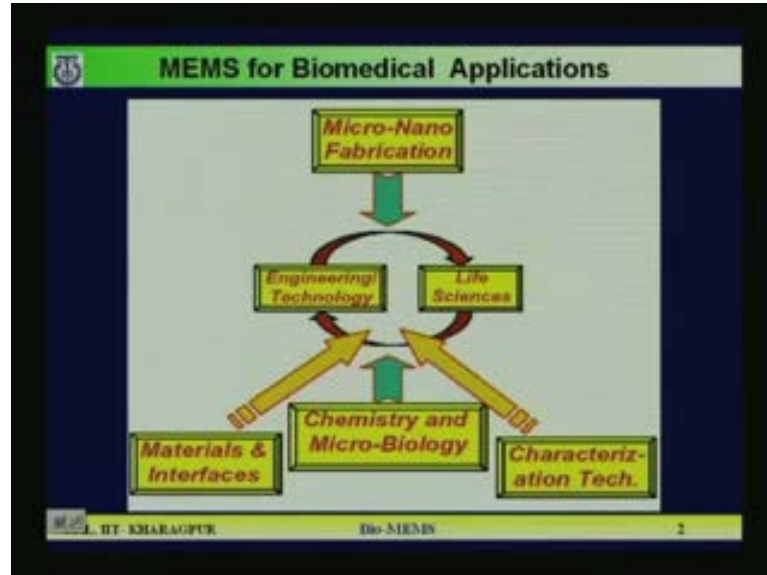 MEMS for Biomedical Applications
Micro-Nano
Fabrication
Engineering/
Technology
Life
Sciences
Chemistry and
Micro-Biology
Materials &
Interfaces
Characteriz-
ation Tech.
IIT- KHARAGPUR
Bio-MEMS
2